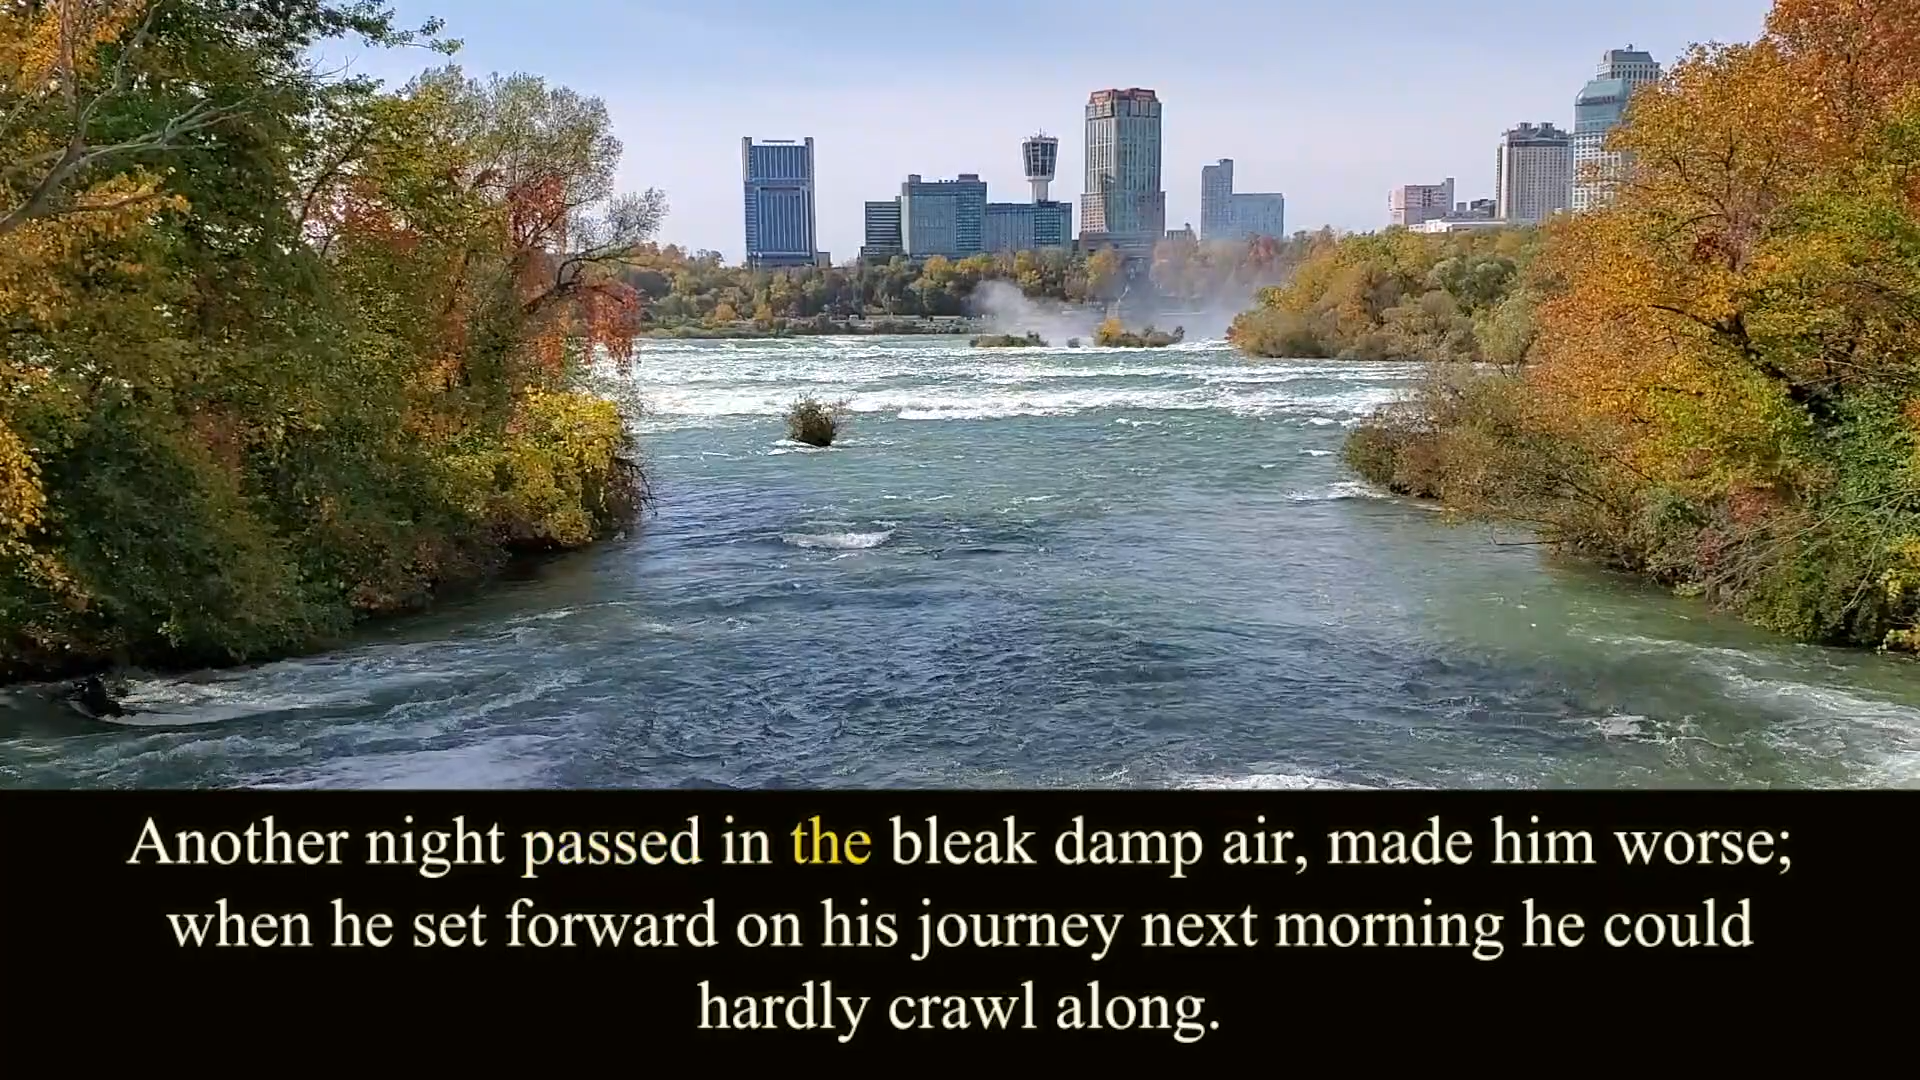 Another night passed in the bleak damp air, made him worse;
when he set forward on his journey next morning he could
hardly crawl along.